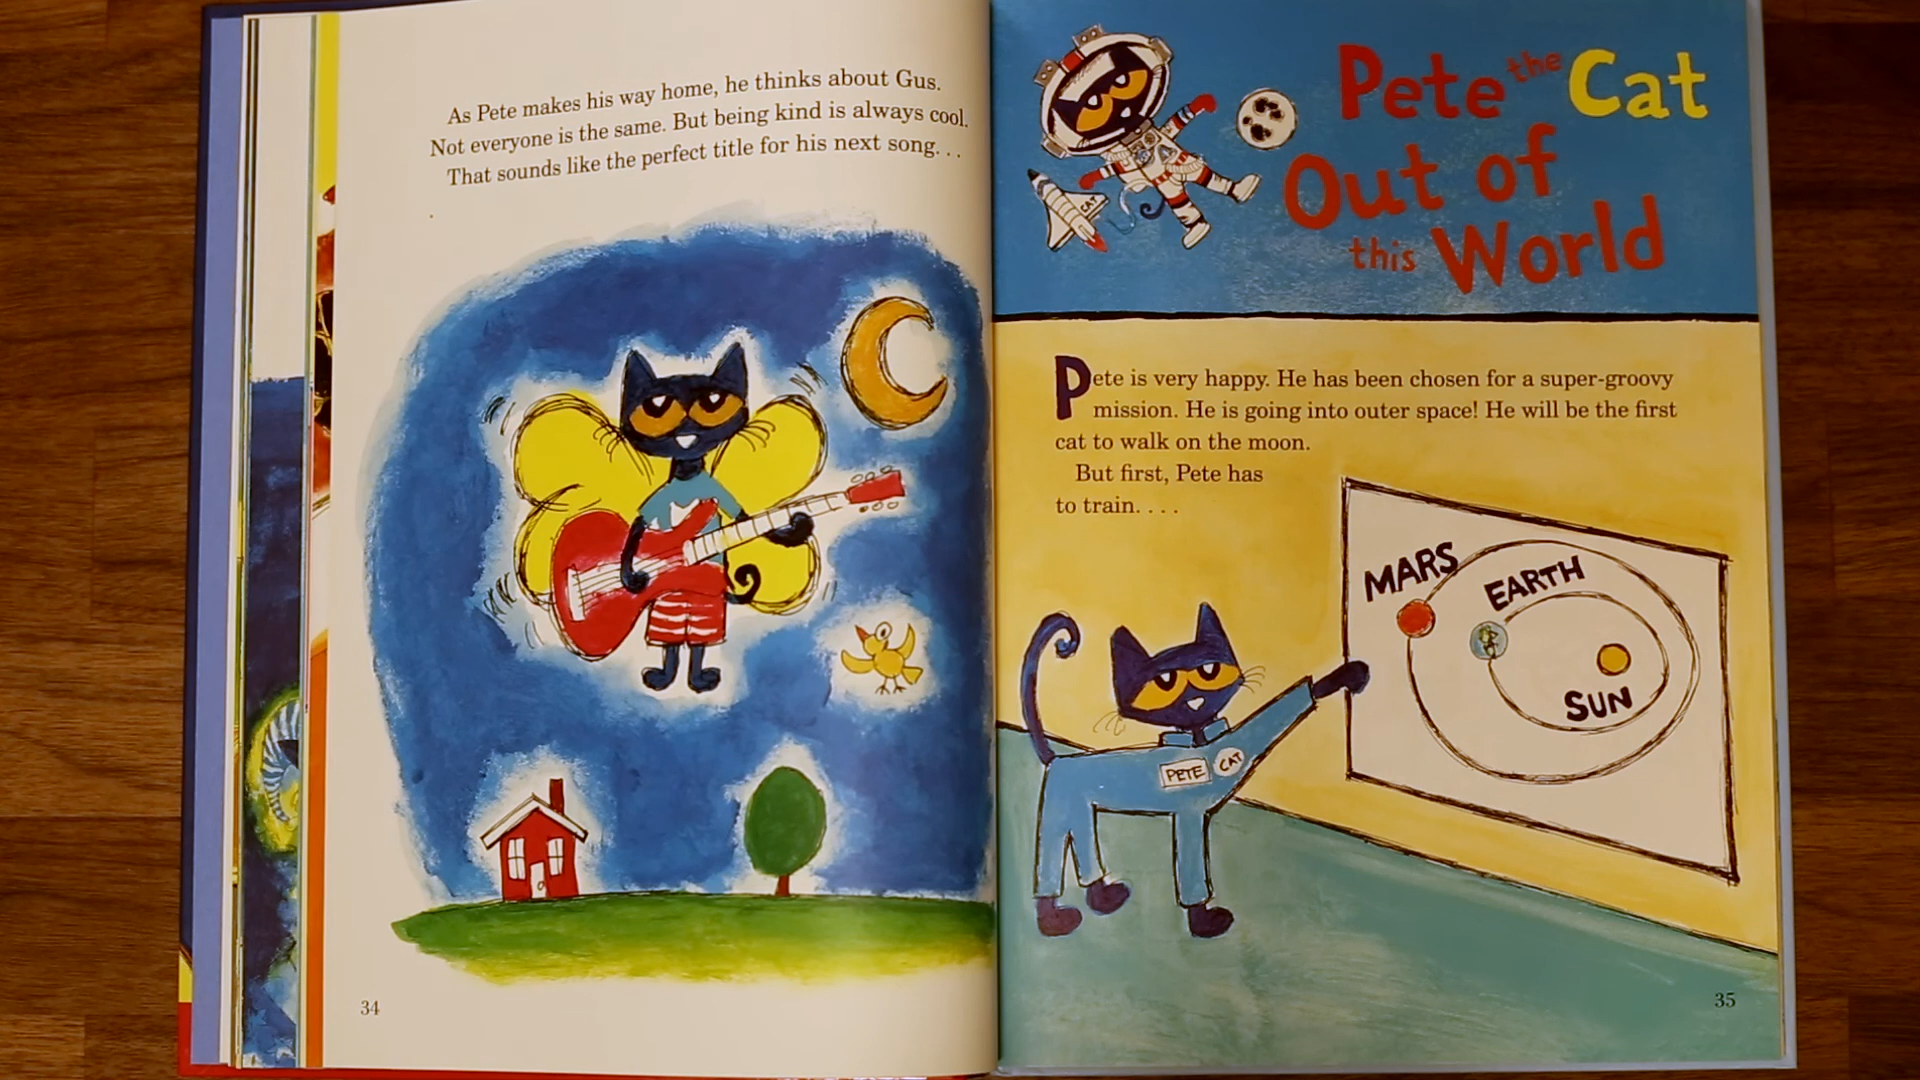 As Pete makes his way home, he thinks about Gus.
Not everyone is the same. But being kind is always cool.
That sounds like the perfect title for his next song. . .
34
Pete the Cat
Out of
this World
CAT
Pete is very happy. He has been chosen for a super-groovy
mission. He is going into outer space! He will be the first
cat to walk on the moon.
But first, Pete has
to train. . . .
MARS
EARTH
SUN
PETE
CAT
35